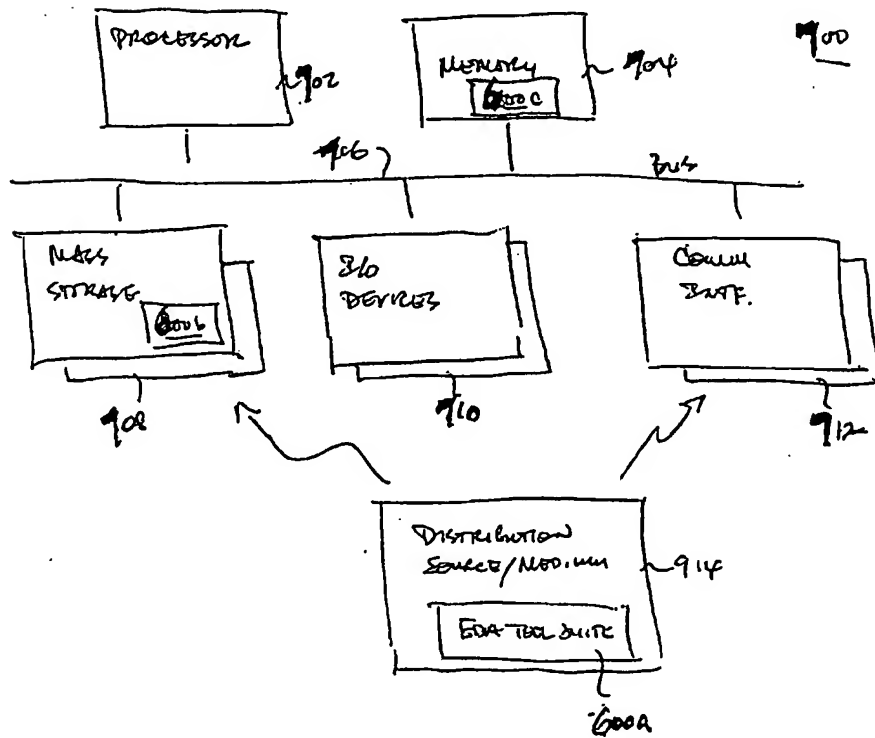 PROCESSOR
902
MEMORY
600c
904
900
906
BUS
MASS
STORAGE
600b
908
I/O
DEVICES
910
COMM
INTF.
912
DISTRIBUTION
SOURCE/MEDIUM
914
EDA TOOL SUITE
600a